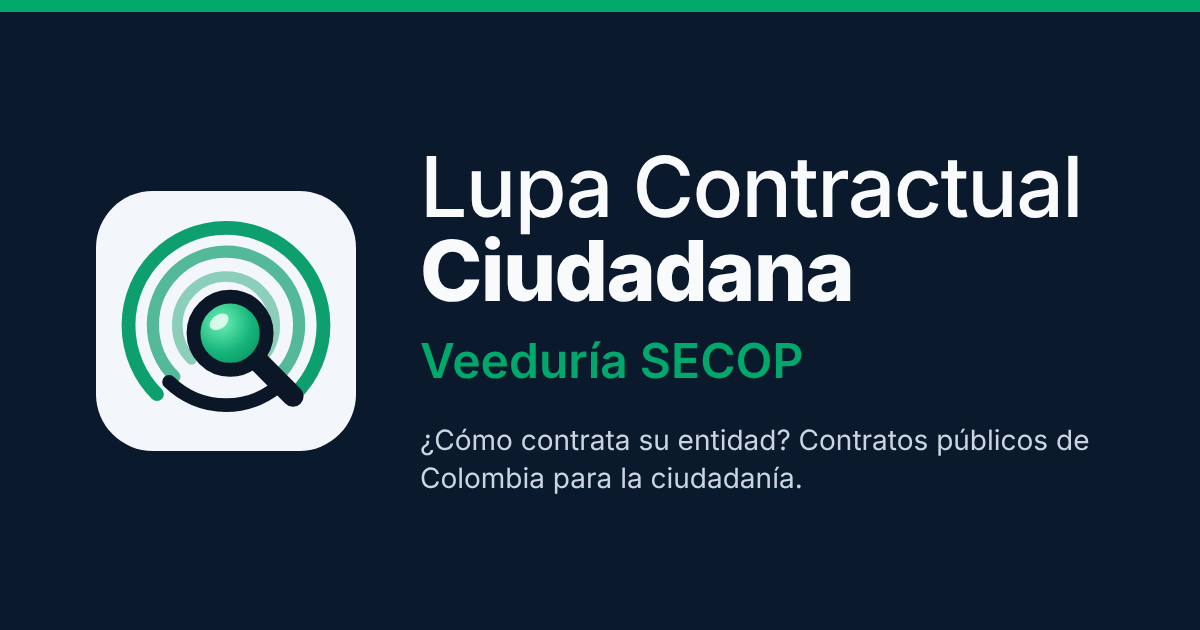 Lupa Contractual
Ciudadana
Veeduría SECOP
¿Cómo contrata su entidad? Contratos públicos de
Colombia para la ciudadanía.